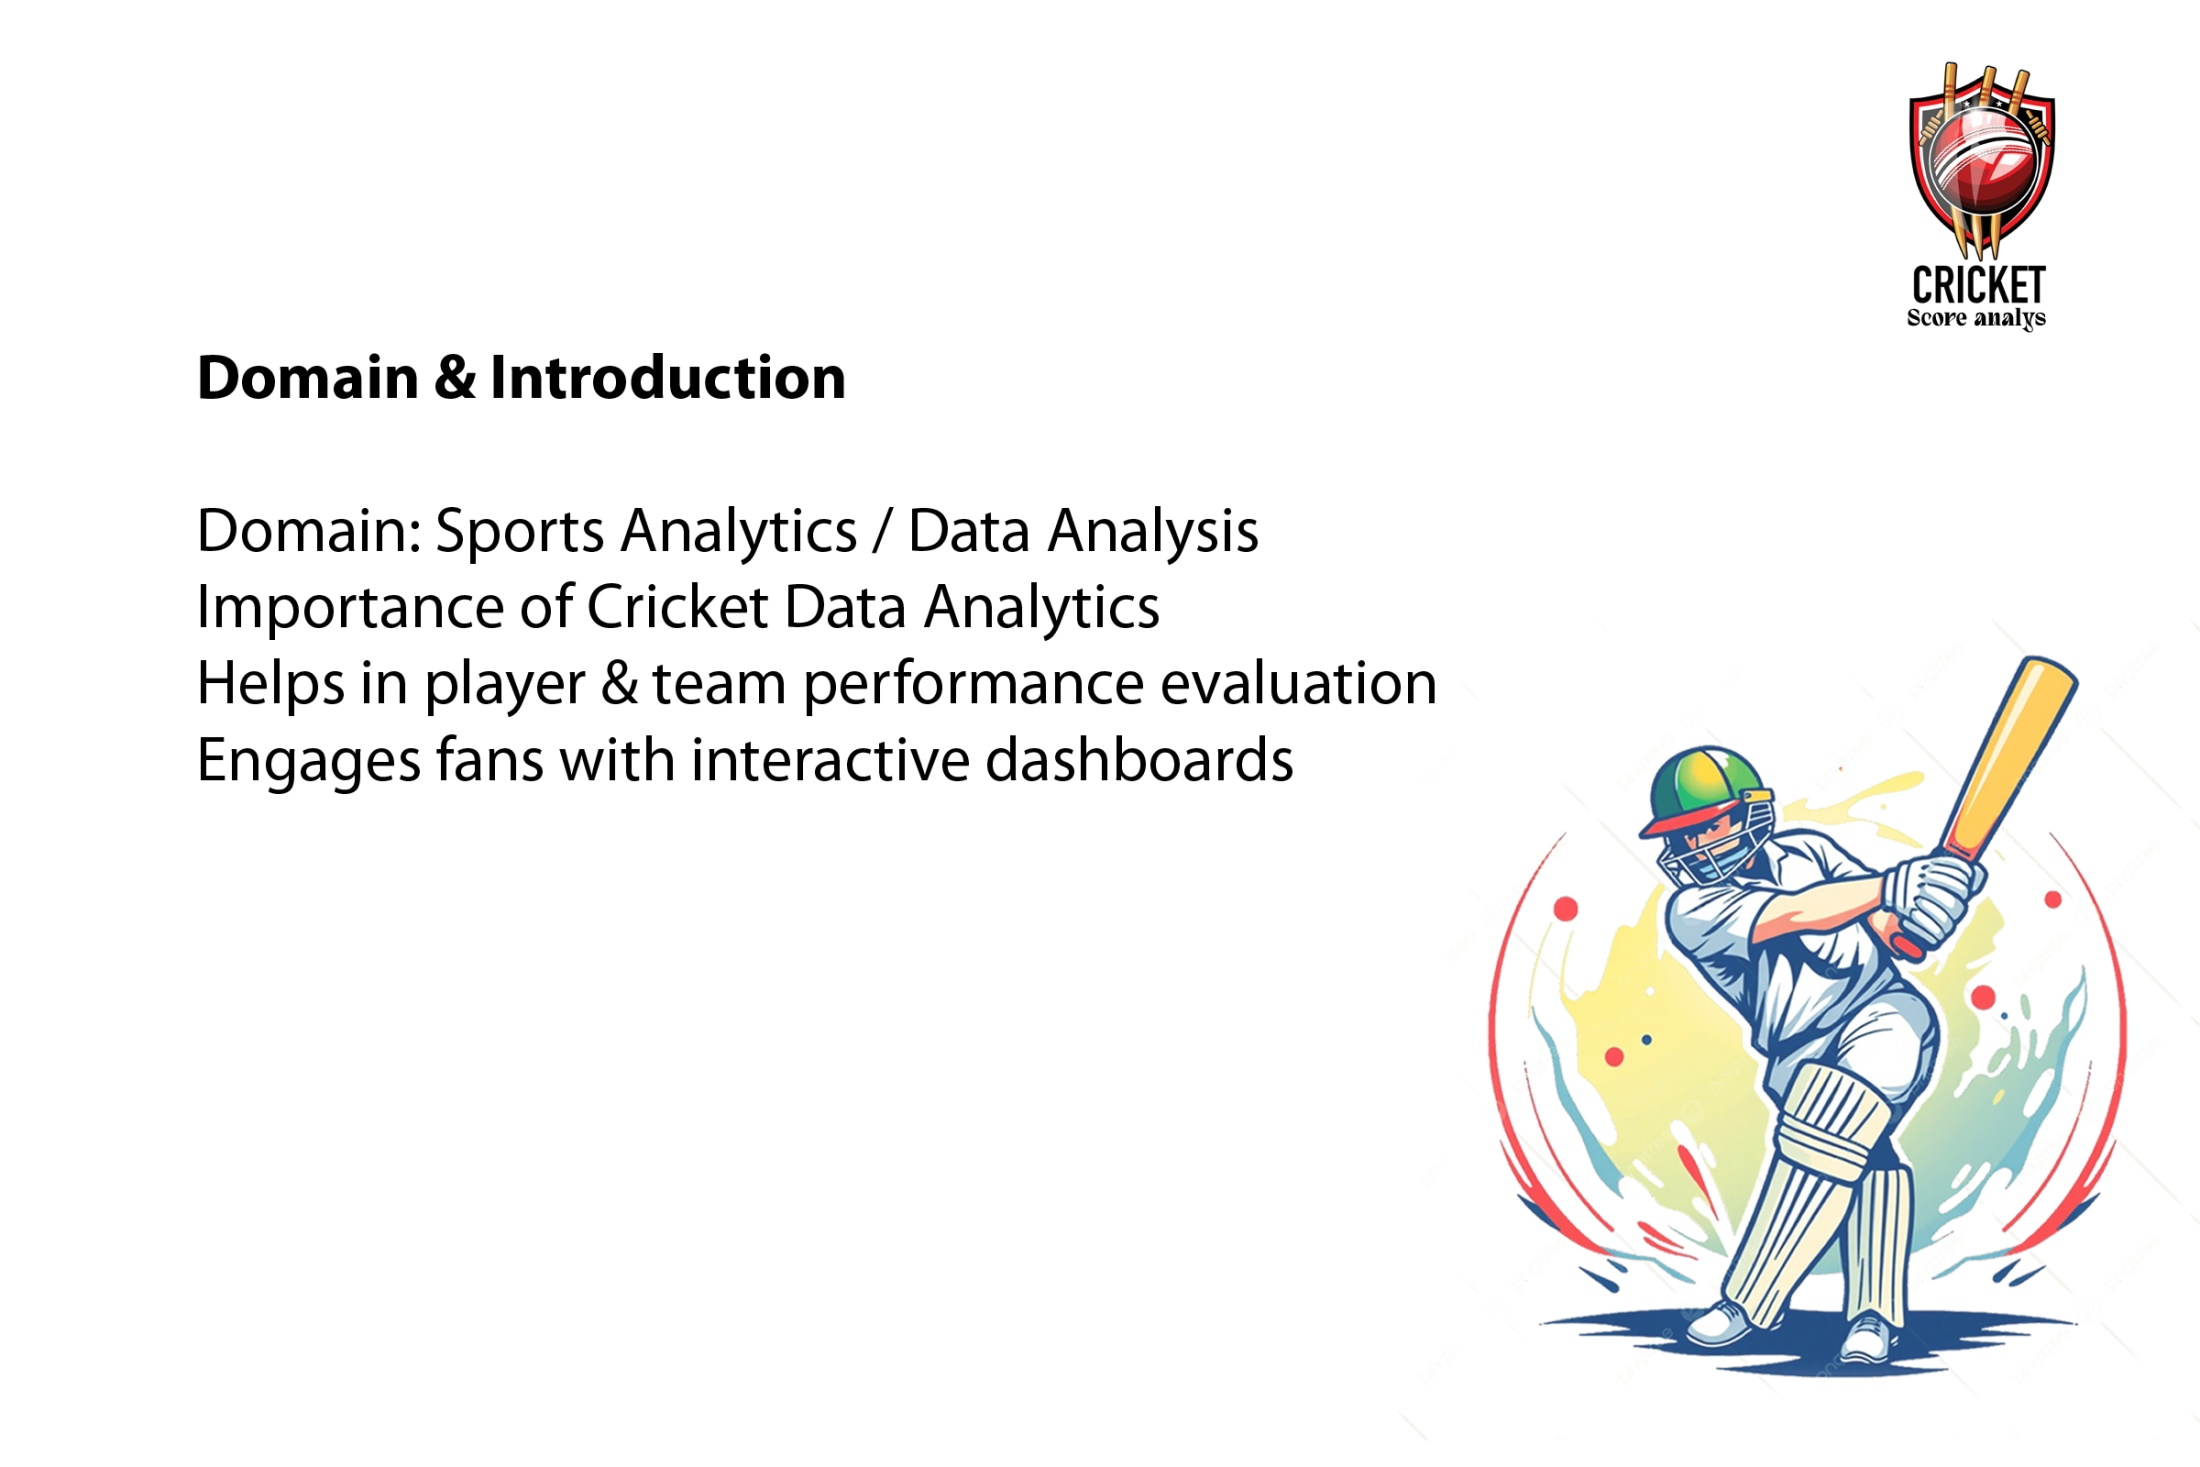 CRICKET
Score analys
Domain & Introduction
Domain: Sports Analytics / Data Analysis
Importance of Cricket Data Analytics
Helps in player & team performance evaluation
Engages fans with interactive dashboards